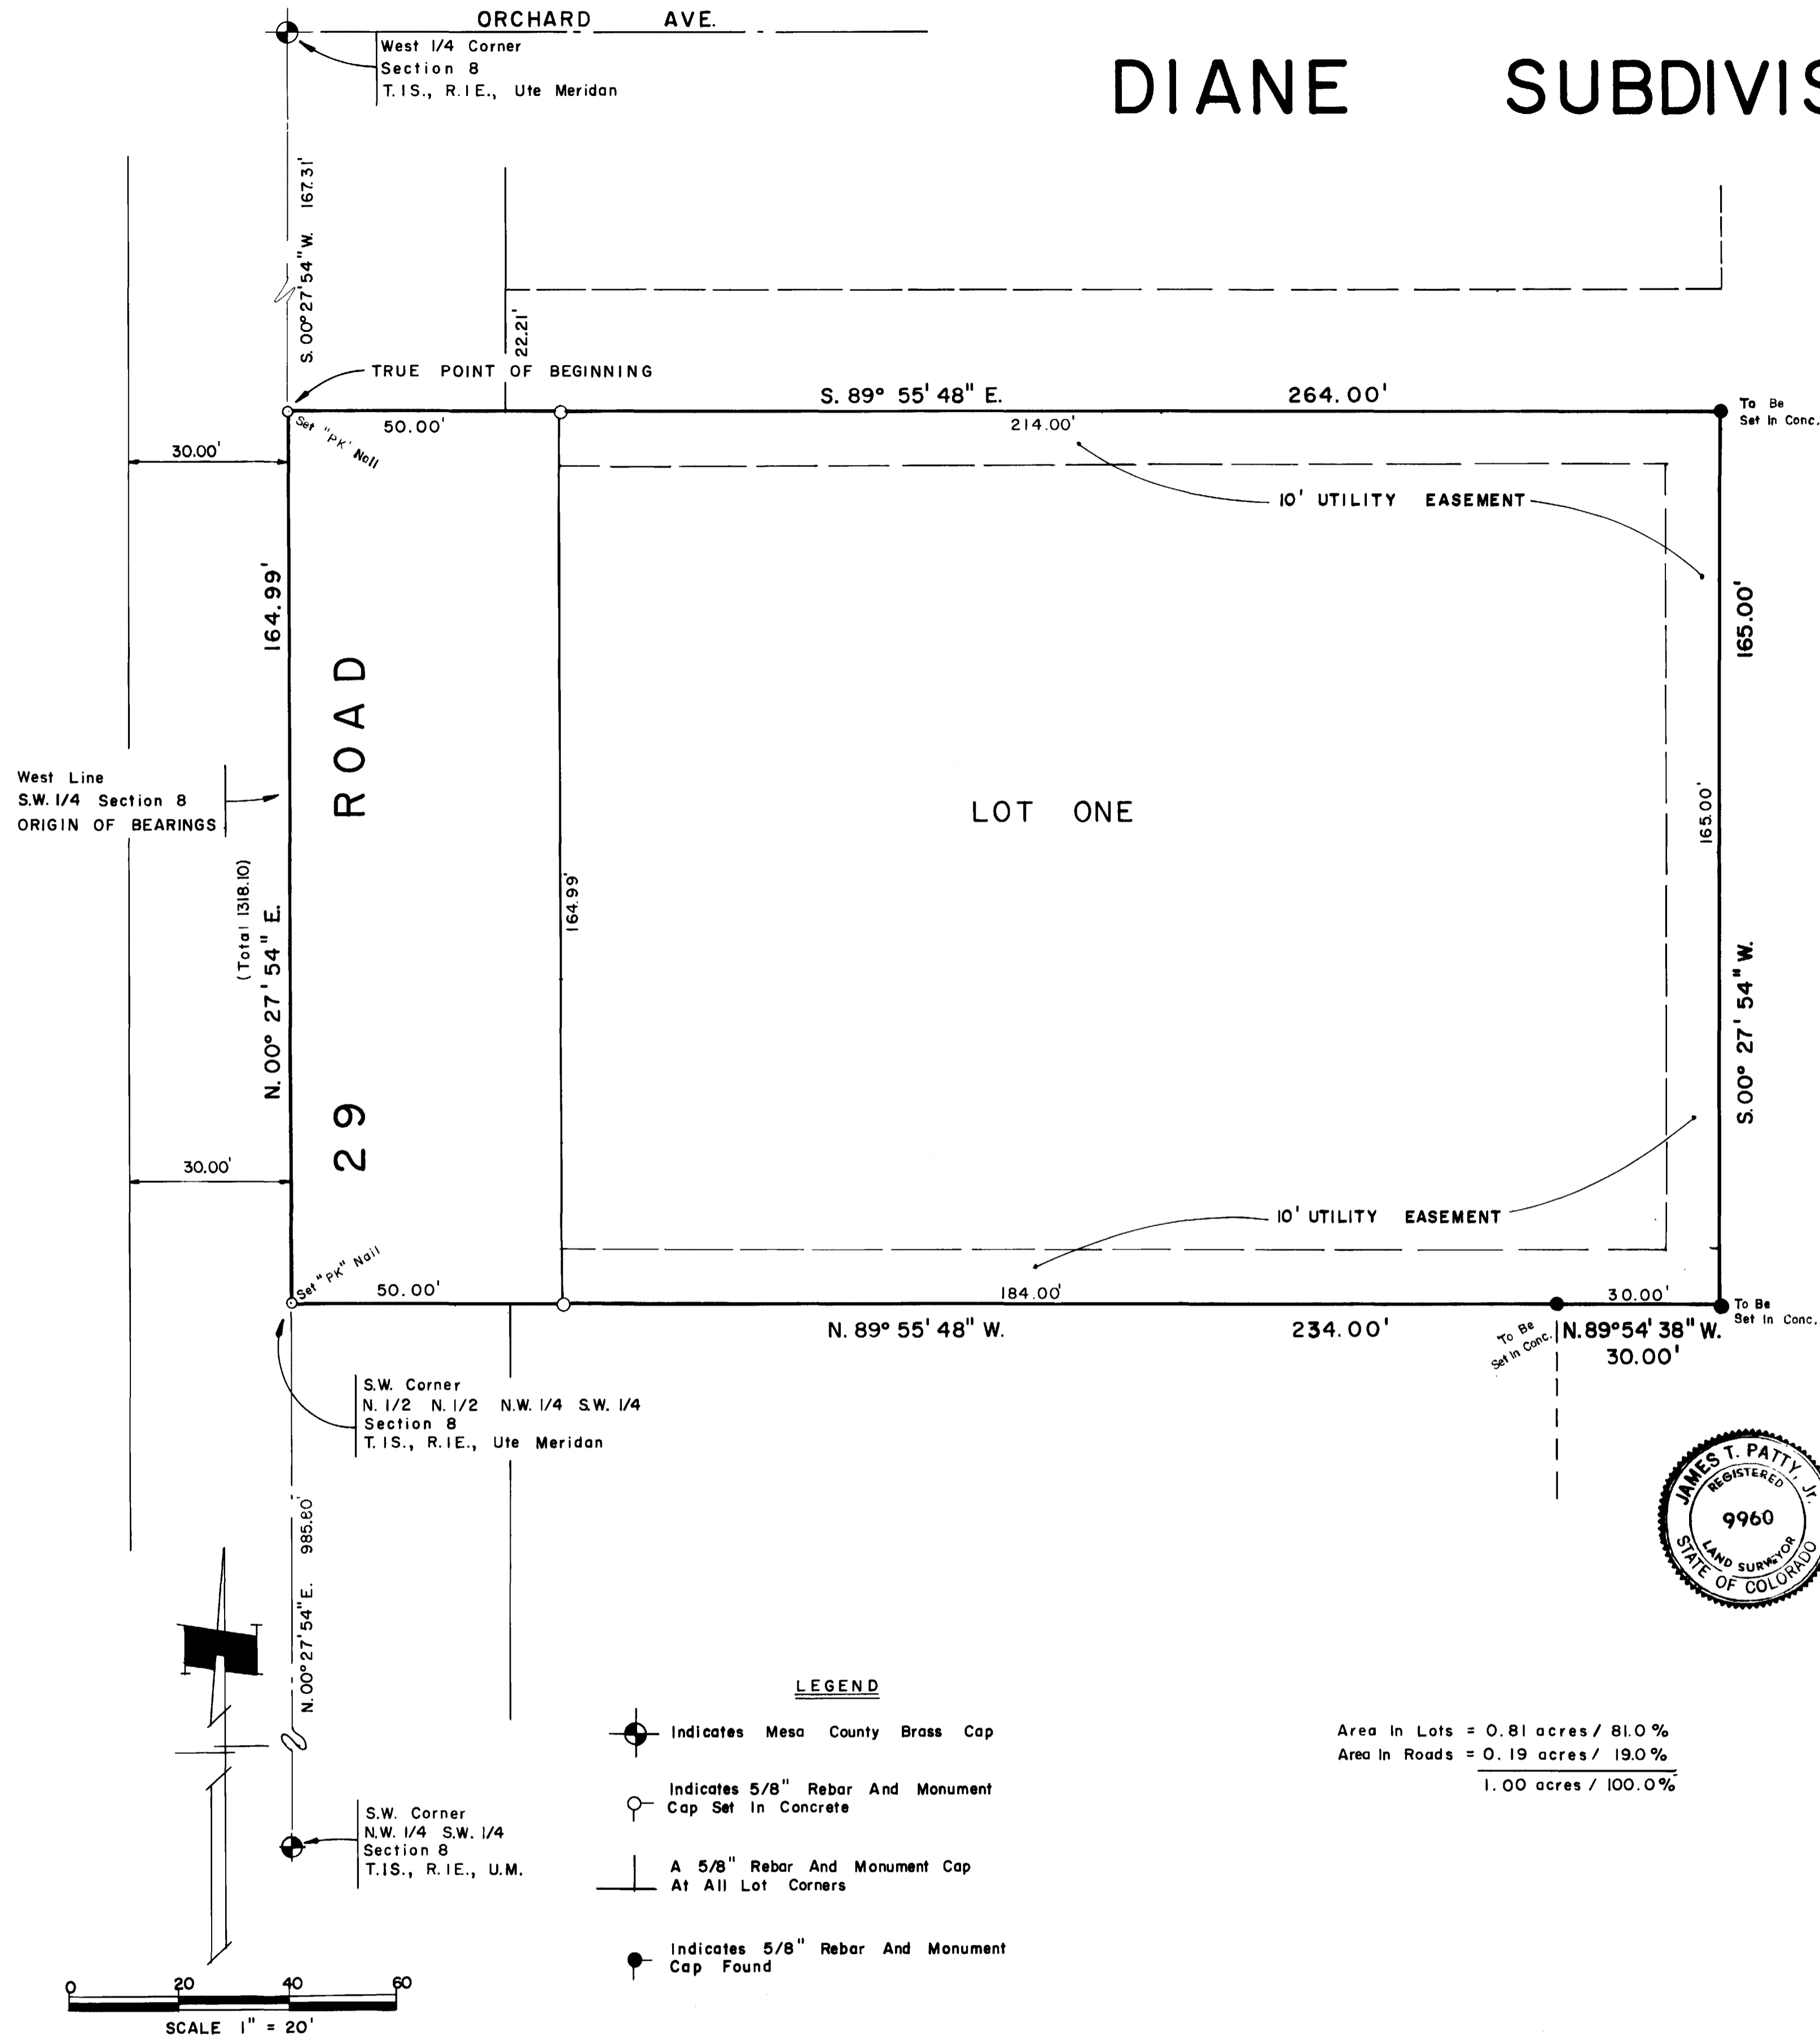 ORCHARD AVE.
West 1/4 Corner
Section 8
T. IS., R. I E., Ute Meridan
DIANE SUBDIVIS
S. 00° 27' 54" W. 167.31'
22.21'
TRUE POINT OF BEGINNING
S. 89° 55' 48" E. 264.00'
To Be
Set In Conc.
Set "PK" Nail
50.00'
214.00'
30.00'
10' UTILITY EASEMENT
164.99'
165.00'
29 ROAD
West Line
S.W. 1/4 Section 8
ORIGIN OF BEARINGS
LOT ONE
165.00'
(Total 1318.10)
N. 00° 27' 54" E.
164.99'
S. 00° 27' 54" W.
30.00'
10' UTILITY EASEMENT
Set "PK" Nail
50.00'
184.00'
30.00'
To Be
Set In Conc.
N. 89° 55' 48" W. 234.00'
To Be
Set In Conc.
N. 89° 54' 38" W.
30.00'
S.W. Corner
N. 1/2 N. 1/2 N.W. 1/4 S.W. 1/4
Section 8
T. IS., R. IE., Ute Meridan
JAMES T. PATTY, Jr.
REGISTERED
9960
LAND SURVEYOR
STATE OF COLORADO
N. 00° 27' 54" E. 985.80'
LEGEND
Indicates Mesa County Brass Cap
Indicates 5/8" Rebar And Monument
Cap Set In Concrete
A 5/8" Rebar And Monument Cap
At All Lot Corners
Indicates 5/8" Rebar And Monument
Cap Found
Area In Lots = 0.81 acres / 81.0 %
Area In Roads = 0.19 acres / 19.0 %
1.00 acres / 100.0%
S.W. Corner
N.W. 1/4 S.W. 1/4
Section 8
T. IS., R. IE., U.M.
0 20 40 60
SCALE 1" = 20'